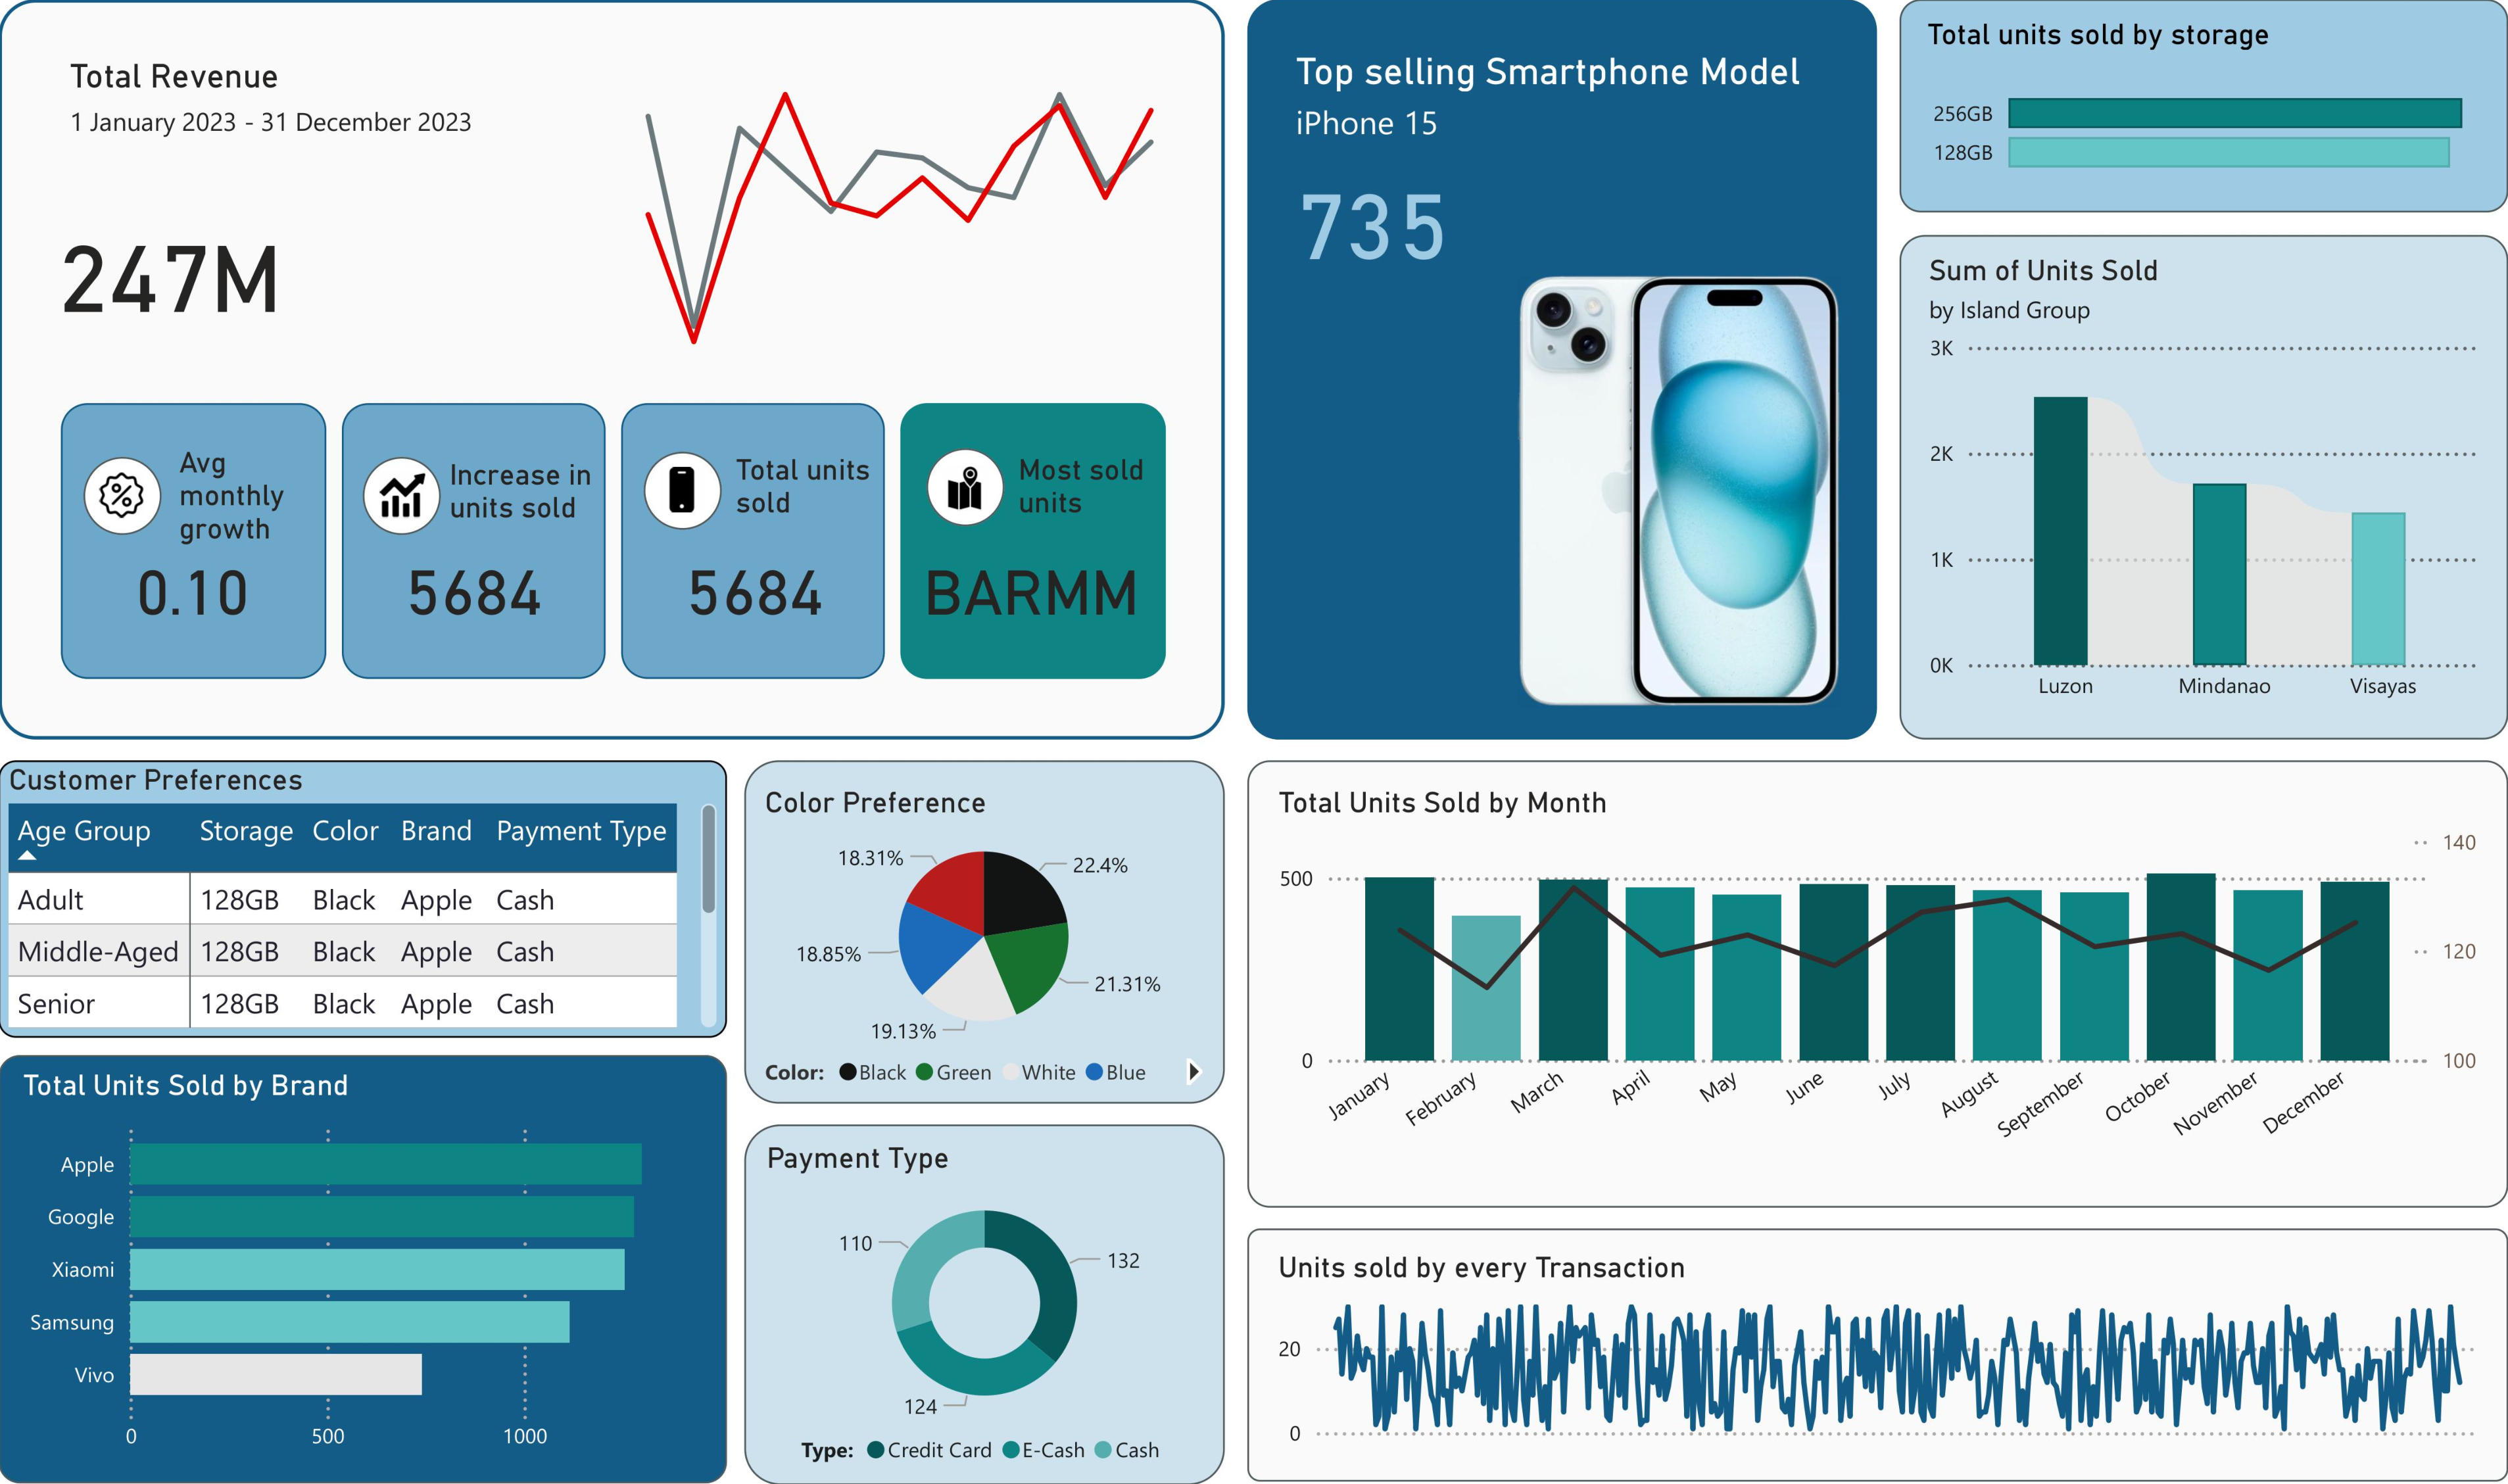 Total Revenue
1 January 2023 - 31 December 2023
247M
Avg
monthly
growth
0.10
Increase in
units sold
5684
Total units
sold
5684
Most sold
units
BARMM
Top selling Smartphone Model
iPhone 15
735
Total units sold by storage
256GB
128GB
Sum of Units Sold
by Island Group
3K
2K
1K
0K
Luzon Mindanao Visayas
Customer Preferences
Age Group Storage Color Brand Payment Type
Adult 128GB Black Apple Cash
Middle-Aged 128GB Black Apple Cash
Senior 128GB Black Apple Cash
Total Units Sold by Brand
Apple
Google
Xiaomi
Samsung
Vivo
0 500 1000
Color Preference
18.31% 22.4%
18.85%
21.31%
19.13%
Color: Black Green White Blue
Payment Type
110 132
124
Type: Credit Card E-Cash Cash
Total Units Sold by Month
140
500
120
0 100
January February March April May June July August September October November December
Units sold by every Transaction
20
0